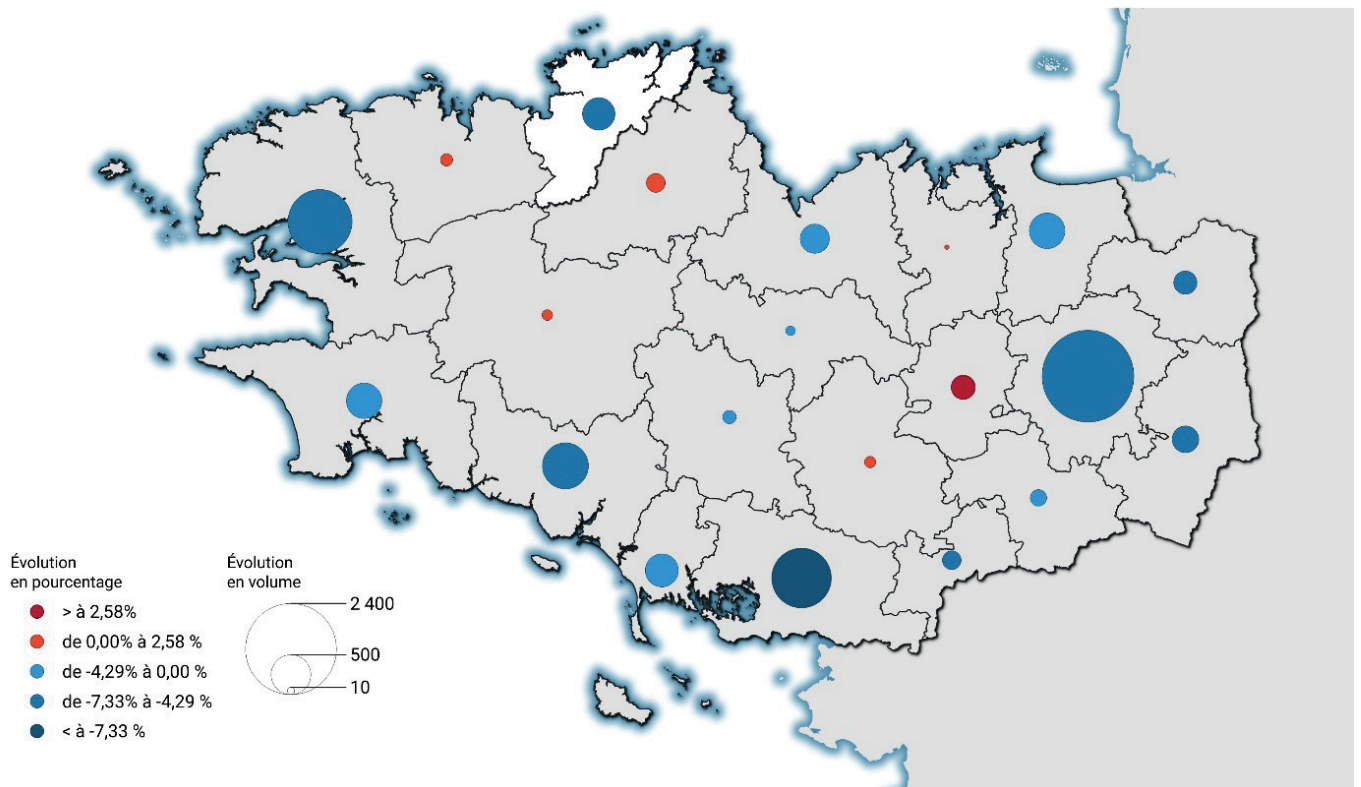 Évolution
en pourcentage
> à 2,58%
de 0,00% à 2,58 %
de -4,29% à 0,00 %
de -7,33% à -4,29 %
< à -7,33 %
Évolution
en volume
2 400
500
10